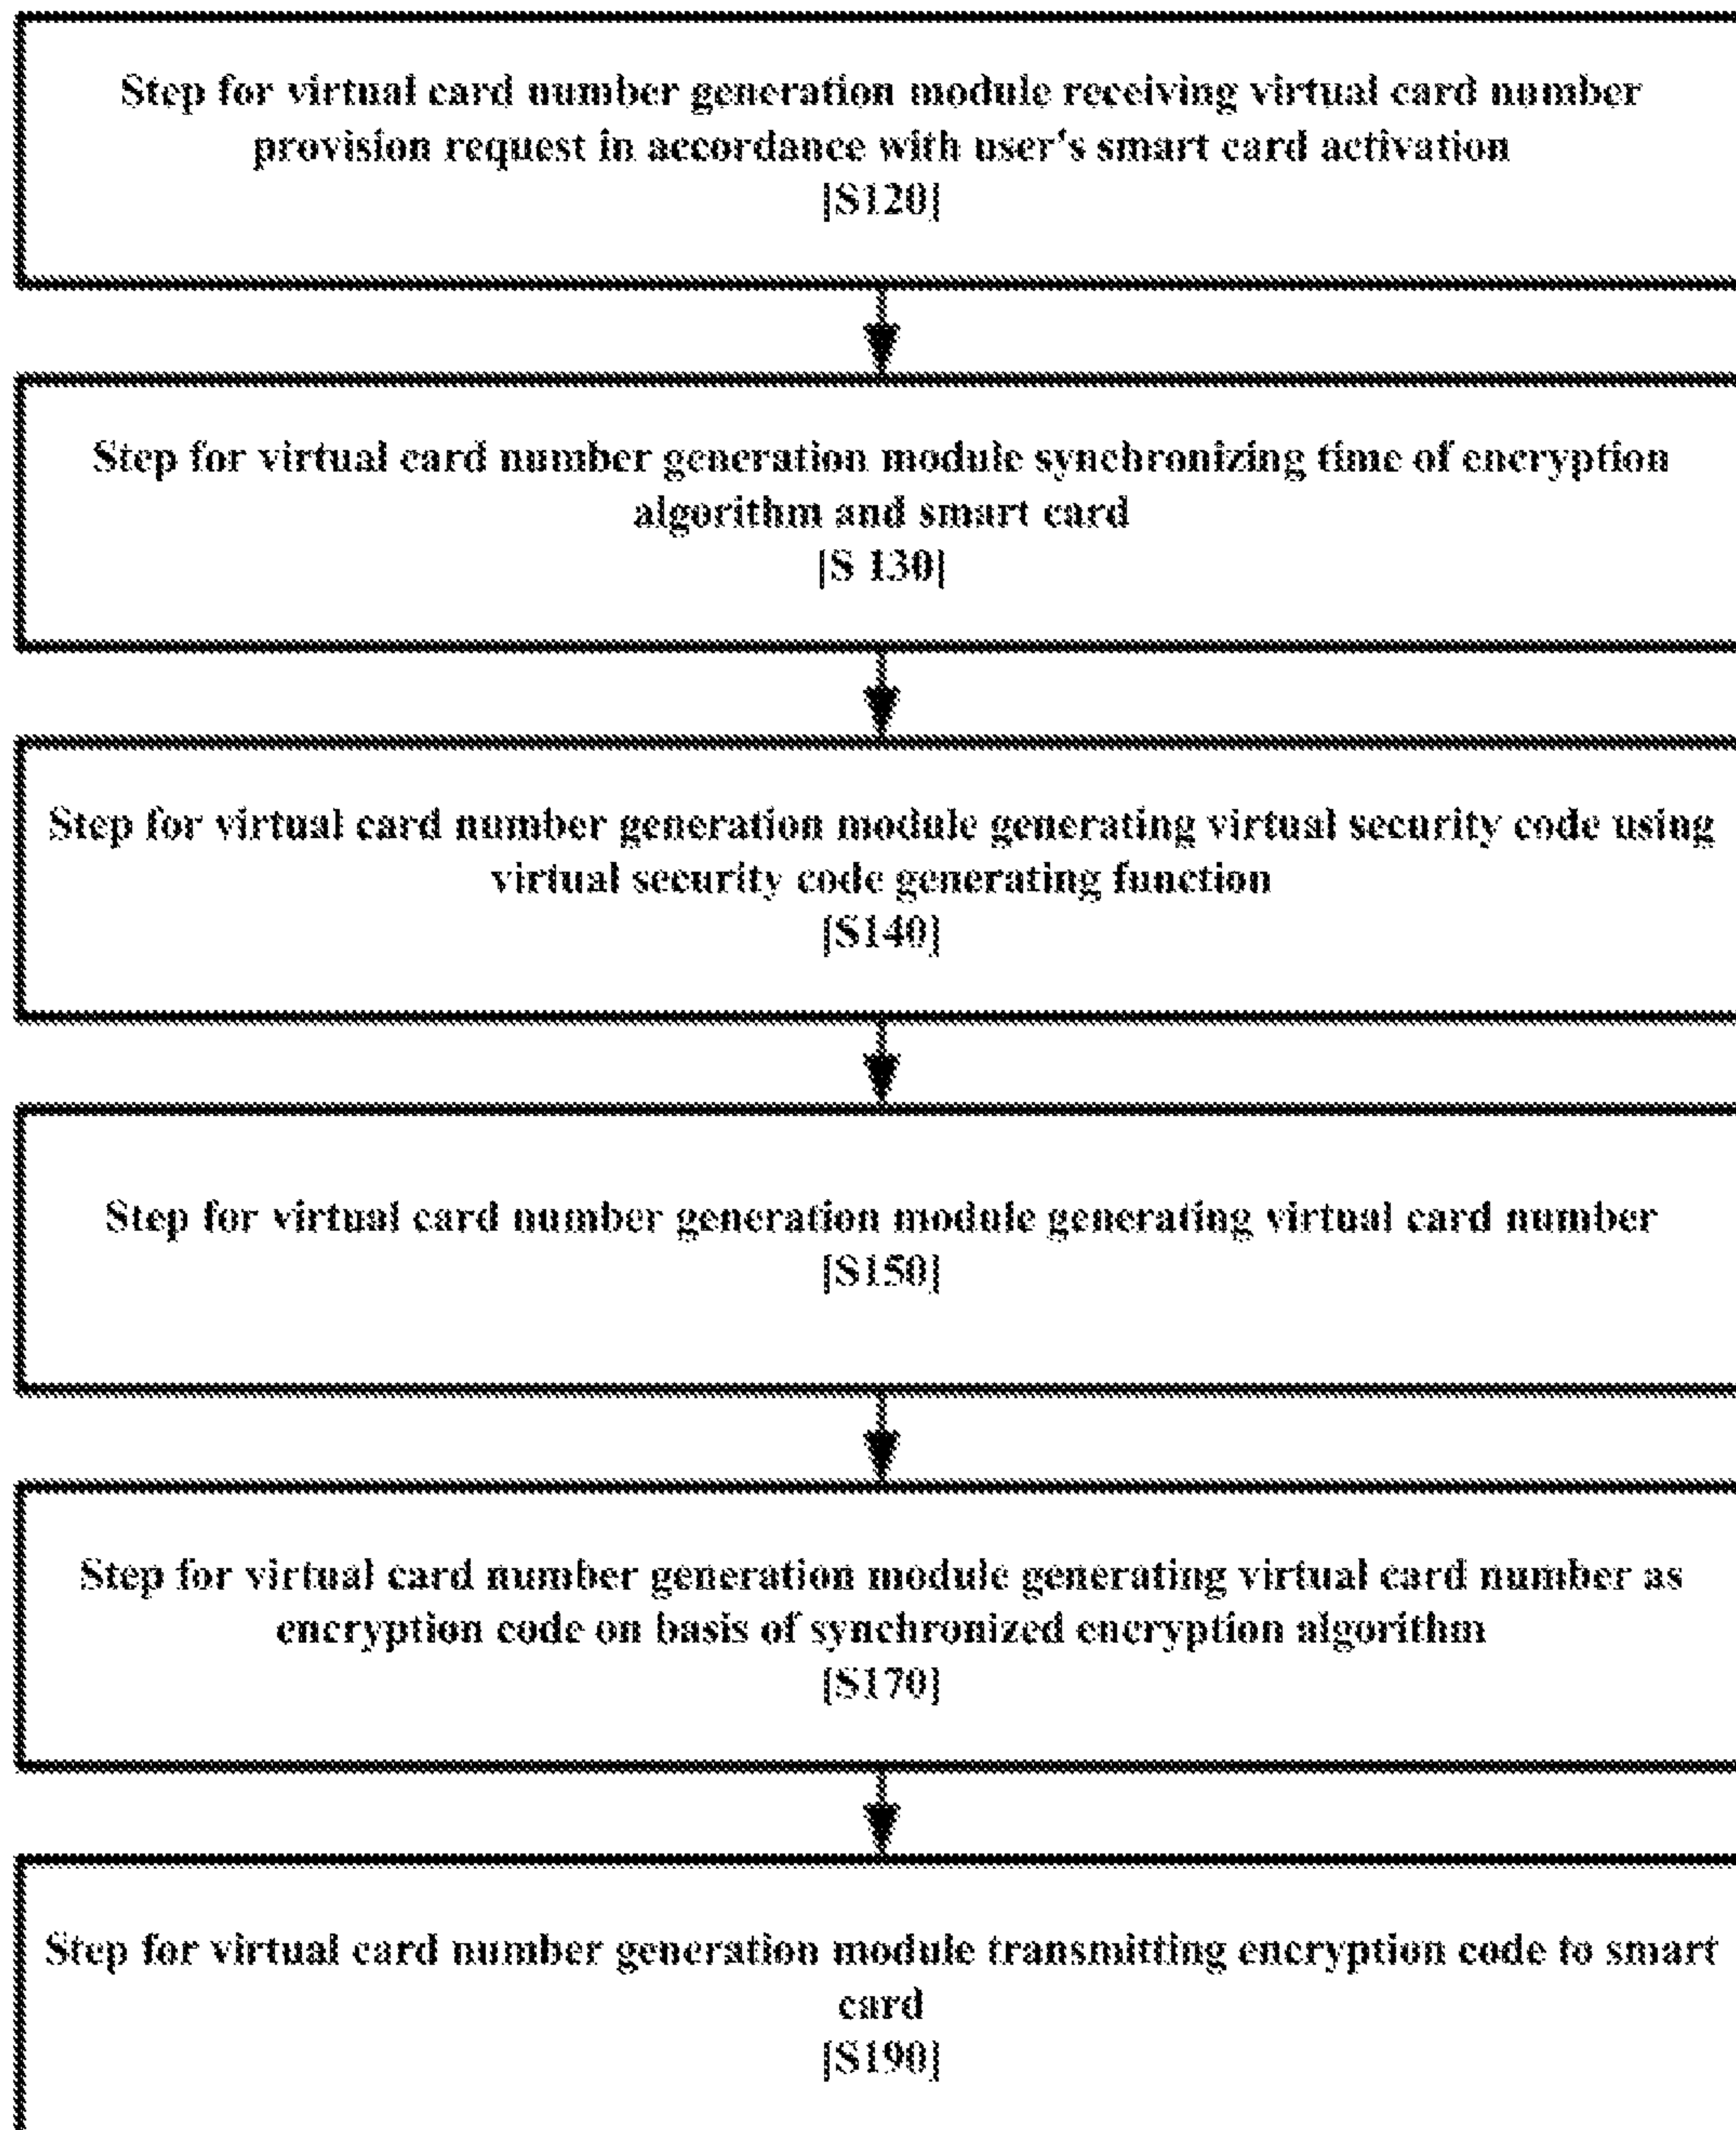 Step for virtual card number generation module receiving virtual card number
provision request in accordance with user's smart card activation
[S120]
Step for virtual card number generation module synchronizing time of encryption
algorithm and smart card
[S 130]
Step for virtual card number generation module generating virtual security code using
virtual security code generating function
[S140]
Step for virtual card number generation module generating virtual card number
[S150]
Step for virtual card number generation module generating virtual card number as
encryption code on basis of synchronized encryption algorithm
[S170]
Step for virtual card number generation module transmitting encryption code to smart
card
[S190]